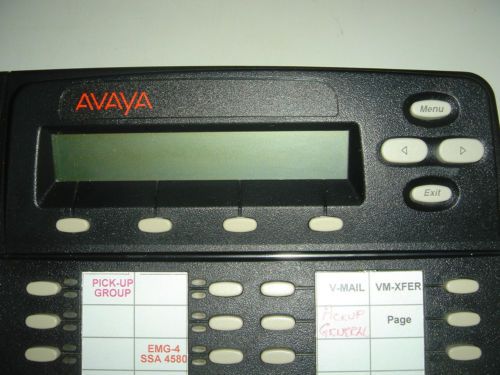 AVAYA
Menu
Exit
PICK-UP
GROUP
V-MAIL
VM-XFER
PICKUP
GENERAL
Page
EMG-4
SSA 4580